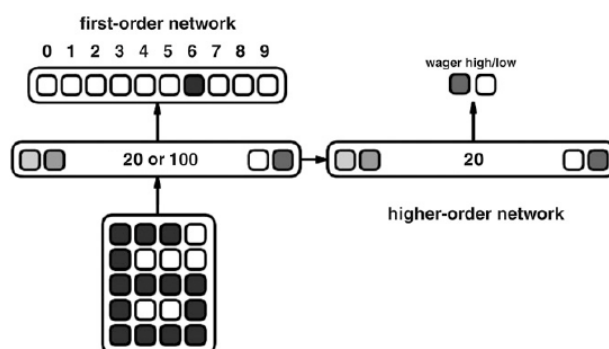 first-order network
0 1 2 3 4 5 6 7 8 9
wager high/low
20 or 100
20
higher-order network